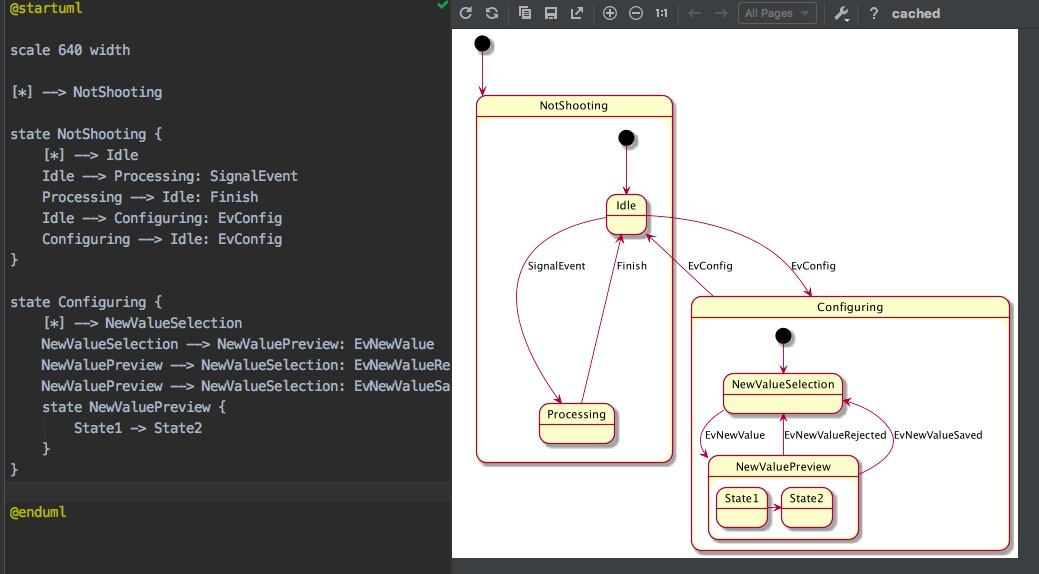 @startuml
scale 640 width
[*] --> NotShooting
state NotShooting {
[*] --> Idle
Idle --> Processing: SignalEvent
Processing --> Idle: Finish
Idle --> Configuring: EvConfig
Configuring --> Idle: EvConfig
}
state Configuring {
[*] --> NewValueSelection
NewValueSelection --> NewValuePreview: EvNewValue
NewValuePreview --> NewValueSelection: EvNewValueRe
NewValuePreview --> NewValueSelection: EvNewValueSa
state NewValuePreview {
State1 -> State2
}
}
@enduml
1:1
All Pages
? cached
NotShooting
Idle
SignalEvent
Finish
EvConfig
EvConfig
Configuring
NewValueSelection
Processing
EvNewValue
EvNewValueRejected
EvNewValueSaved
NewValuePreview
State1
State2